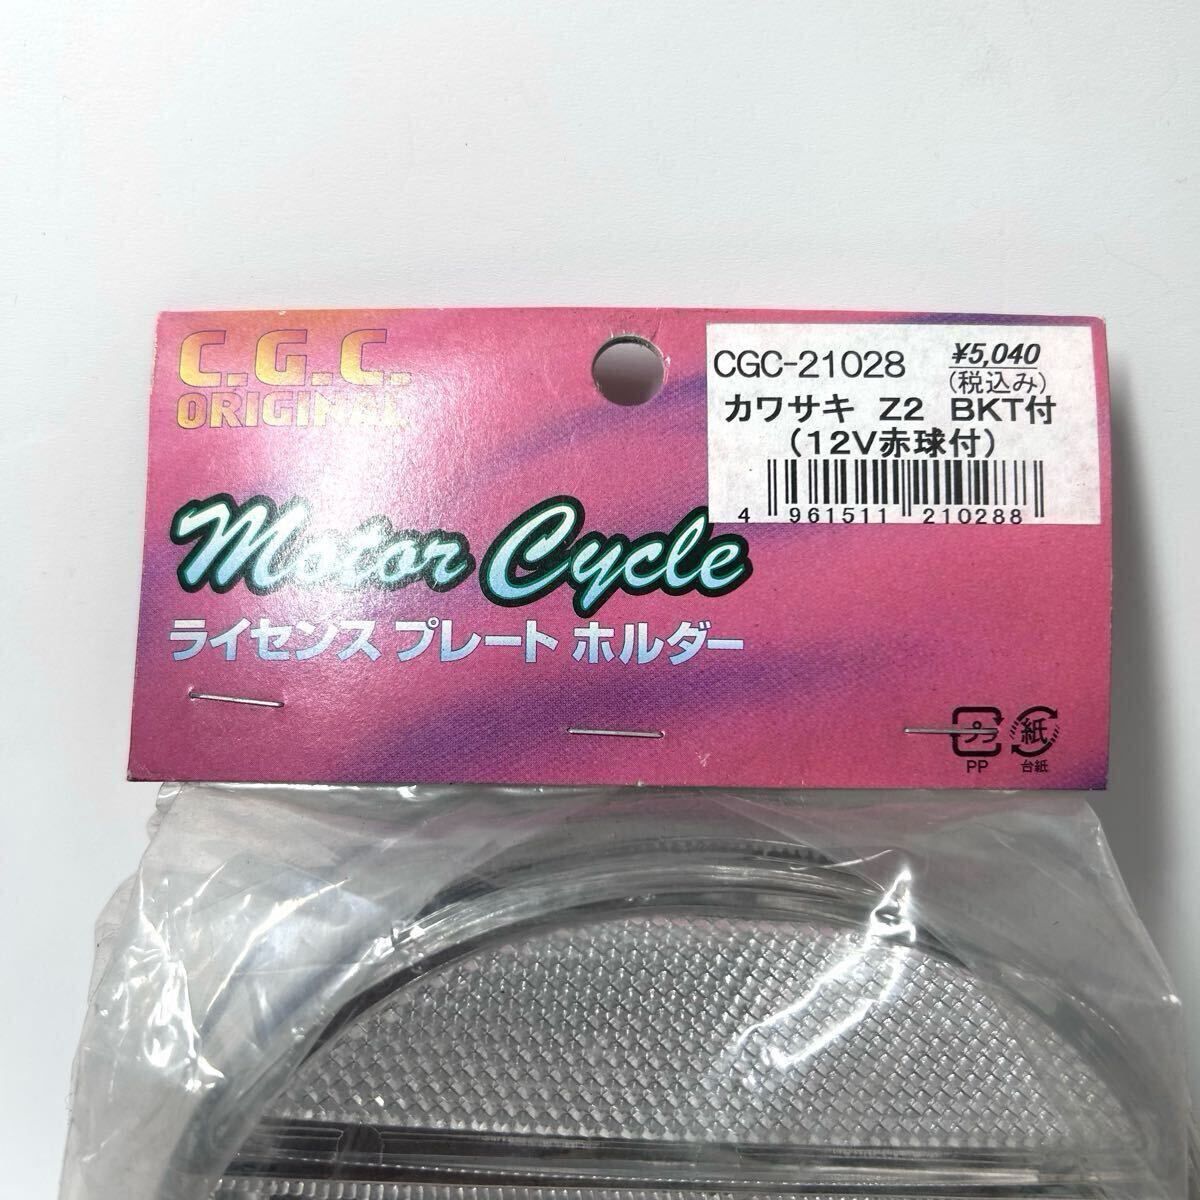 C.G.C.
ORIGINAL
CGC-21028 ¥5,040
(税込み)
カワサキ Z2 BKT付
(12V赤球付)
4 961511 210288
Motor Cycle
ライセンス プレート ホルダー
プラ 紙
PP 台紙